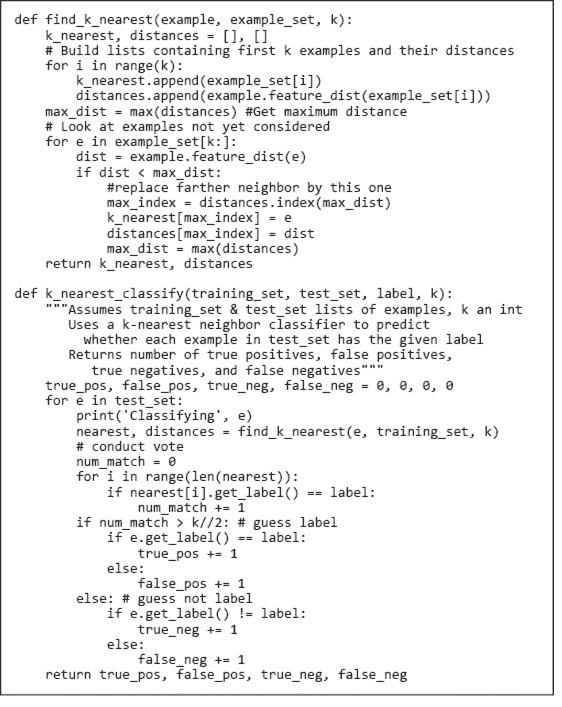 def find_k_nearest(example, example_set, k):
    k_nearest, distances = [], []
    # Build lists containing first k examples and their distances
    for i in range(k):
        k_nearest.append(example_set[i])
        distances.append(example.feature_dist(example_set[i]))
    max_dist = max(distances) #Get maximum distance
    # Look at examples not yet considered
    for e in example_set[k:]:
        dist = example.feature_dist(e)
        if dist < max_dist:
            #replace farther neighbor by this one
            max_index = distances.index(max_dist)
            k_nearest[max_index] = e
            distances[max_index] = dist
            max_dist = max(distances)
    return k_nearest, distances

def k_nearest_classify(training_set, test_set, label, k):
    """Assumes training_set & test_set lists of examples, k an int
       Uses a k-nearest neighbor classifier to predict
         whether each example in test_set has the given label
       Returns number of true positives, false positives,
          true negatives, and false negatives"""
    true_pos, false_pos, true_neg, false_neg = 0, 0, 0, 0
    for e in test_set:
        print('Classifying', e)
        nearest, distances = find_k_nearest(e, training_set, k)
        # conduct vote
        num_match = 0
        for i in range(len(nearest)):
            if nearest[i].get_label() == label:
                num_match += 1
        if num_match > k//2: # guess label
            if e.get_label() == label:
                true_pos += 1
            else:
                false_pos += 1
        else: # guess not label
            if e.get_label() != label:
                true_neg += 1
            else:
                false_neg += 1
    return true_pos, false_pos, true_neg, false_neg